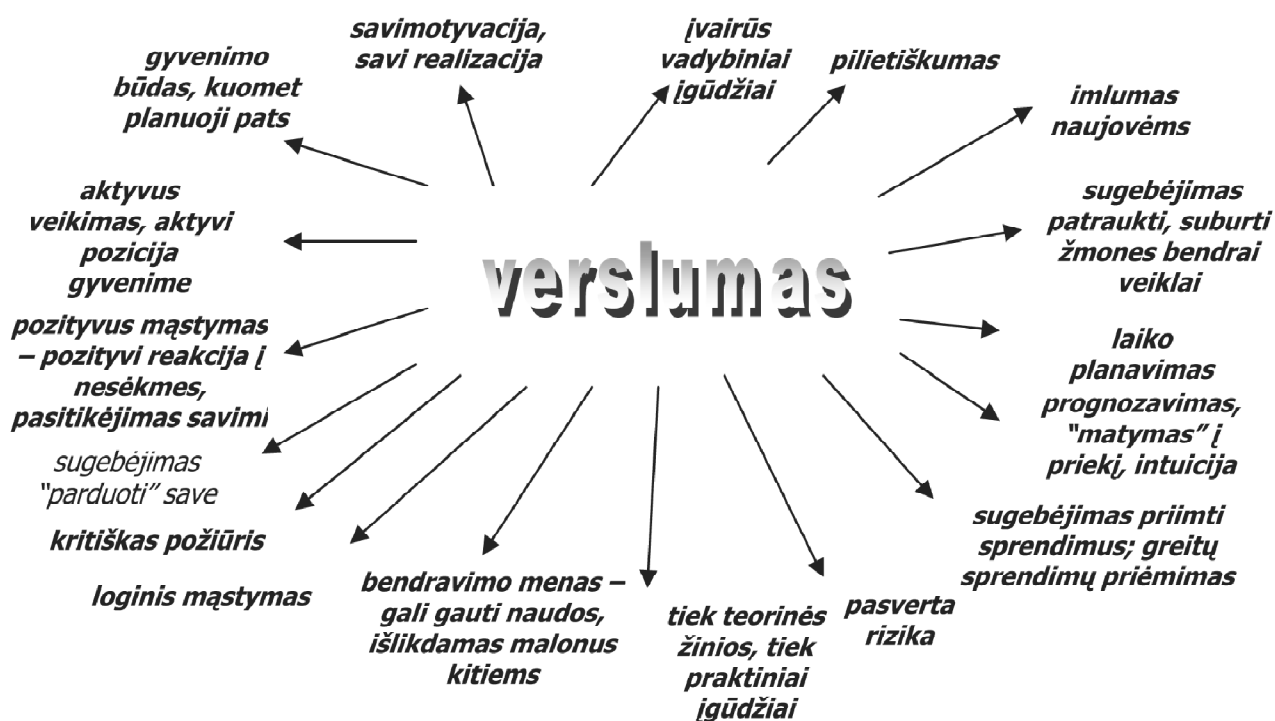 savimotyvacija,
savi realizacija
įvairūs
vadybiniai
įgūdžiai
pilietiškumas
imlumas
naujovėms
gyvenimo
būdas, kuomet
planuoji pats
aktyvus
veikimas, aktyvi
pozicija
gyvenime
sugebėjimas
patraukti, suburti
žmones bendrai
veiklai
verslumas
pozityvus mąstymas
– pozityvi reakcija į
nesėkmes,
pasitikėjimas savimi
laiko
planavimas
prognozavimas,
“matymas” į
priekį, intuicija
sugebėjimas
“parduoti” save
kritiškas požiūris
loginis mąstymas
bendravimo menas –
gali gauti naudos,
išlikdamas malonus
kitiems
tiek teorinės
žinios, tiek
praktiniai
įgūdžiai
pasverta
rizika
sugebėjimas priimti
sprendimus; greitų
sprendimų priėmimas